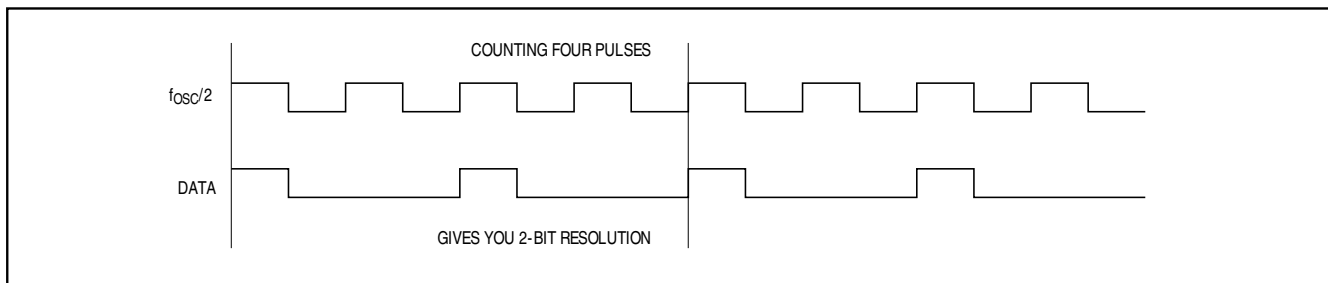 COUNTING FOUR PULSES
fOSC/2
DATA
GIVES YOU 2-BIT RESOLUTION